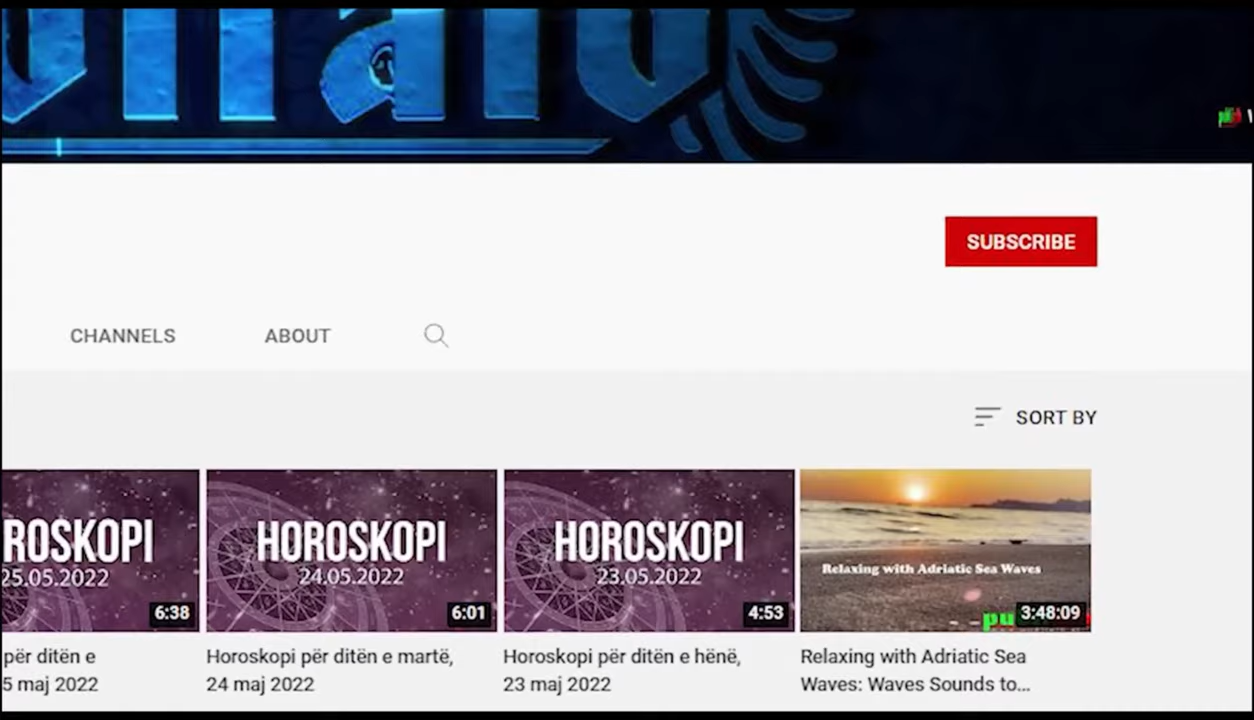 SUBSCRIBE
CHANNELS ABOUT
SORT BY
ROSKOPI
25.05.2022
6:38
HOROSKOPI
24.05.2022
6:01
HOROSKOPI
23.05.2022
4:53
Relaxing with Adriatic Sea Waves
pu
3:48:09
për ditën e
5 maj 2022
Horoskopi për ditën e martë,
24 maj 2022
Horoskopi për ditën e hënë,
23 maj 2022
Relaxing with Adriatic Sea
Waves: Waves Sounds to...